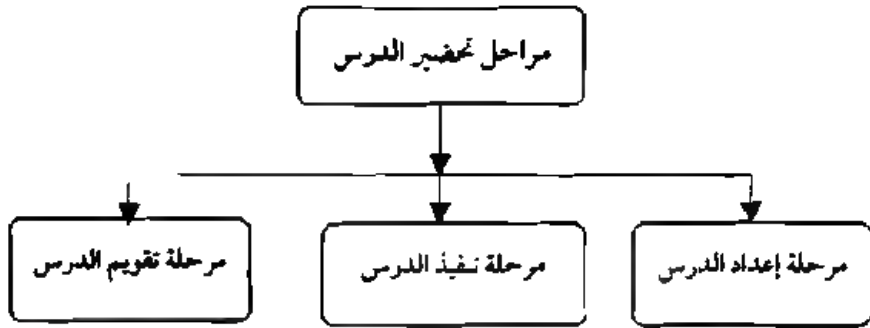 مراحل تحضير الدرس
مرحلة إعداد الدرس
مرحلة تنفيذ الدرس
مرحلة تقويم الدرس